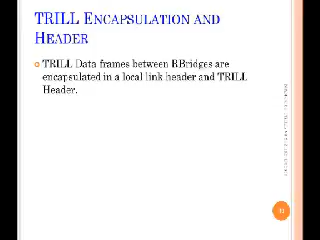 TRILL ENCAPSULATION AND
HEADER
TRILL Data frames between RBridges are
encapsulated in a local link header and TRILL
Header.